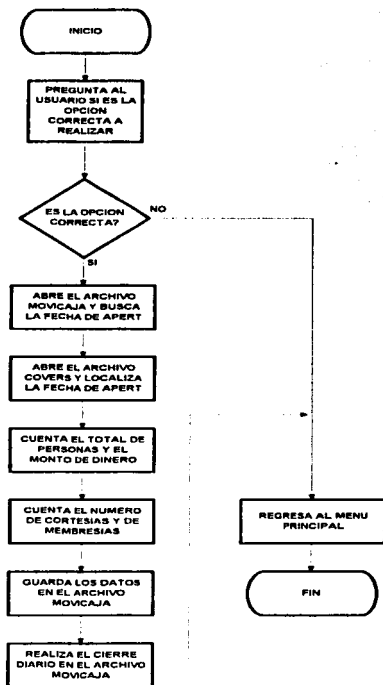 INICIO
PREGUNTA AL
USUARIO SI ES LA
OPCION
CORRECTA A
REALIZAR
ES LA OPCION
CORRECTA?
NO
SI
ABRE EL ARCHIVO
MOVICAJA Y BUSCA
LA FECHA DE APERT
ABRE EL ARCHIVO
COVERS Y LOCALIZA
LA FECHA DE APERT
CUENTA EL TOTAL DE
PERSONAS Y EL
MONTO DE DINERO
CUENTA EL NUMERO
DE CORTESIAS Y DE
MEMBRESIAS
GUARDA LOS DATOS
EN EL ARCHIVO
MOVICAJA
REALIZA EL CIERRE
DIARIO EN EL ARCHIVO
MOVICAJA
REGRESA AL MENU
PRINCIPAL
FIN